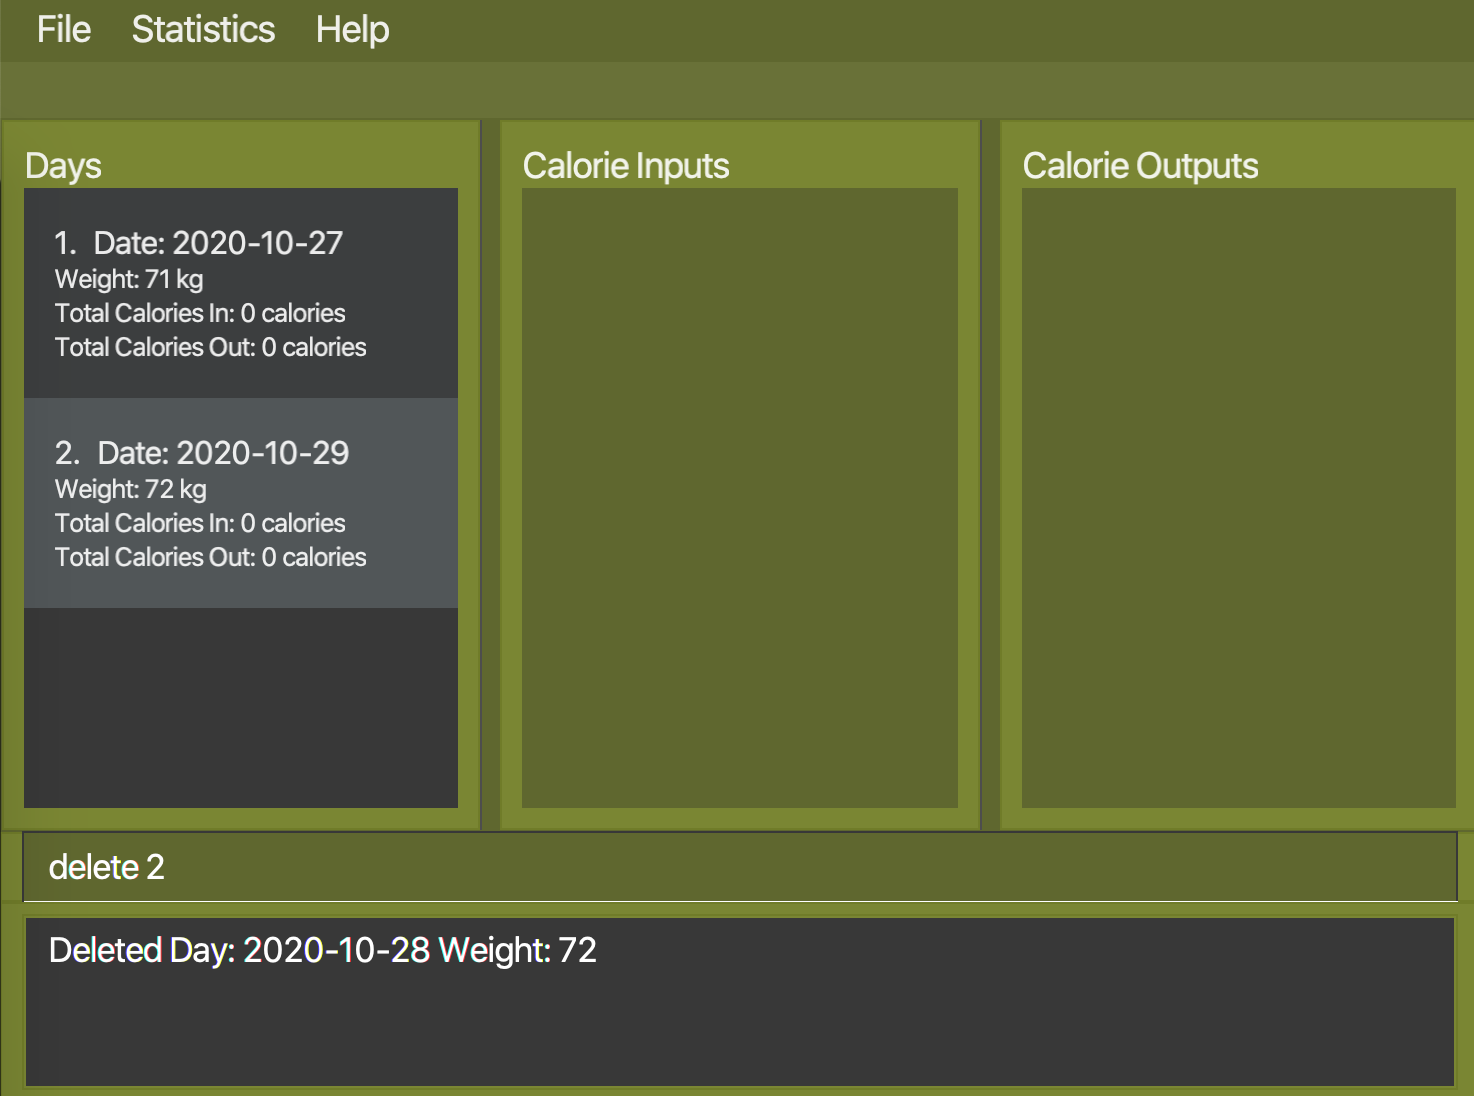 File Statistics Help
Days
1. Date: 2020-10-27
Weight: 71 kg
Total Calories In: 0 calories
Total Calories Out: 0 calories
2. Date: 2020-10-29
Weight: 72 kg
Total Calories In: 0 calories
Total Calories Out: 0 calories
Calorie Inputs
Calorie Outputs
delete 2
Deleted Day: 2020-10-28 Weight: 72